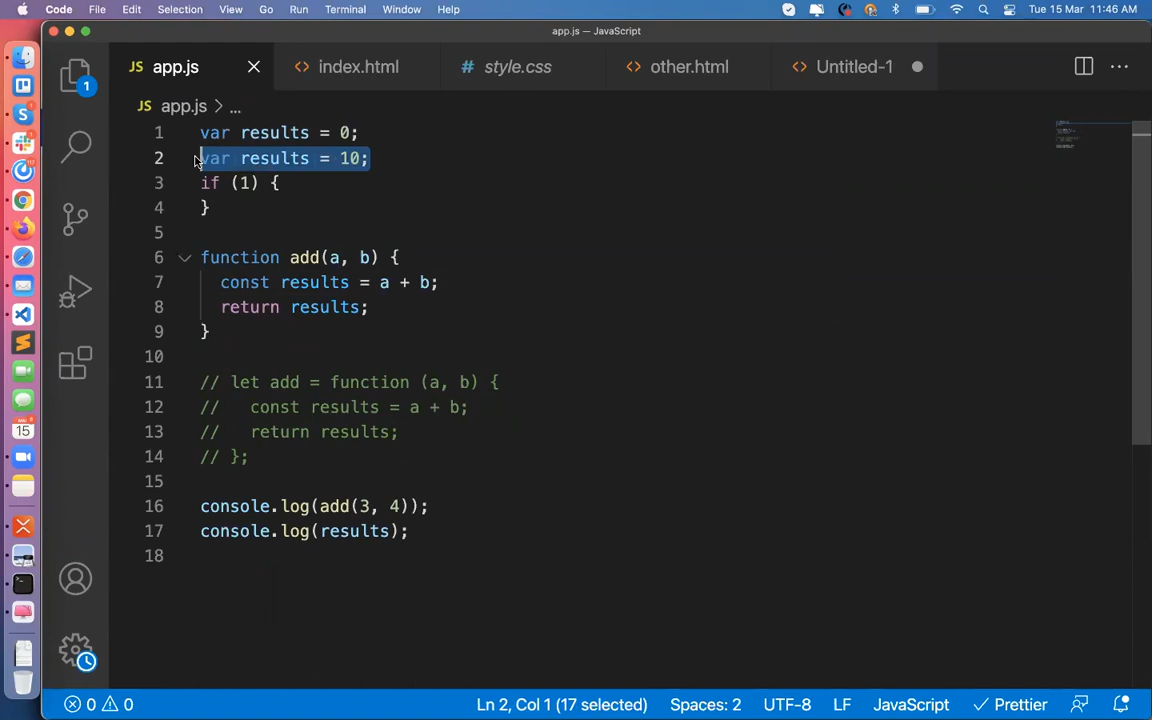 Code File Edit Selection View Go Run Terminal Window Help Tue 15 Mar 11:46 AM
app.js — JavaScript
JS app.js index.html # style.css other.html Untitled-1
1
JS app.js > ...
1 var results = 0;
2 var results = 10;
3 if (1) {
4 }
5
6 function add(a, b) {
7 const results = a + b;
8 return results;
9 }
10
11 // let add = function (a, b) {
12 // const results = a + b;
13 // return results;
14 // };
15
16 console.log(add(3, 4));
17 console.log(results);
18
15
0 0 Ln 2, Col 1 (17 selected) Spaces: 2 UTF-8 LF JavaScript Prettier